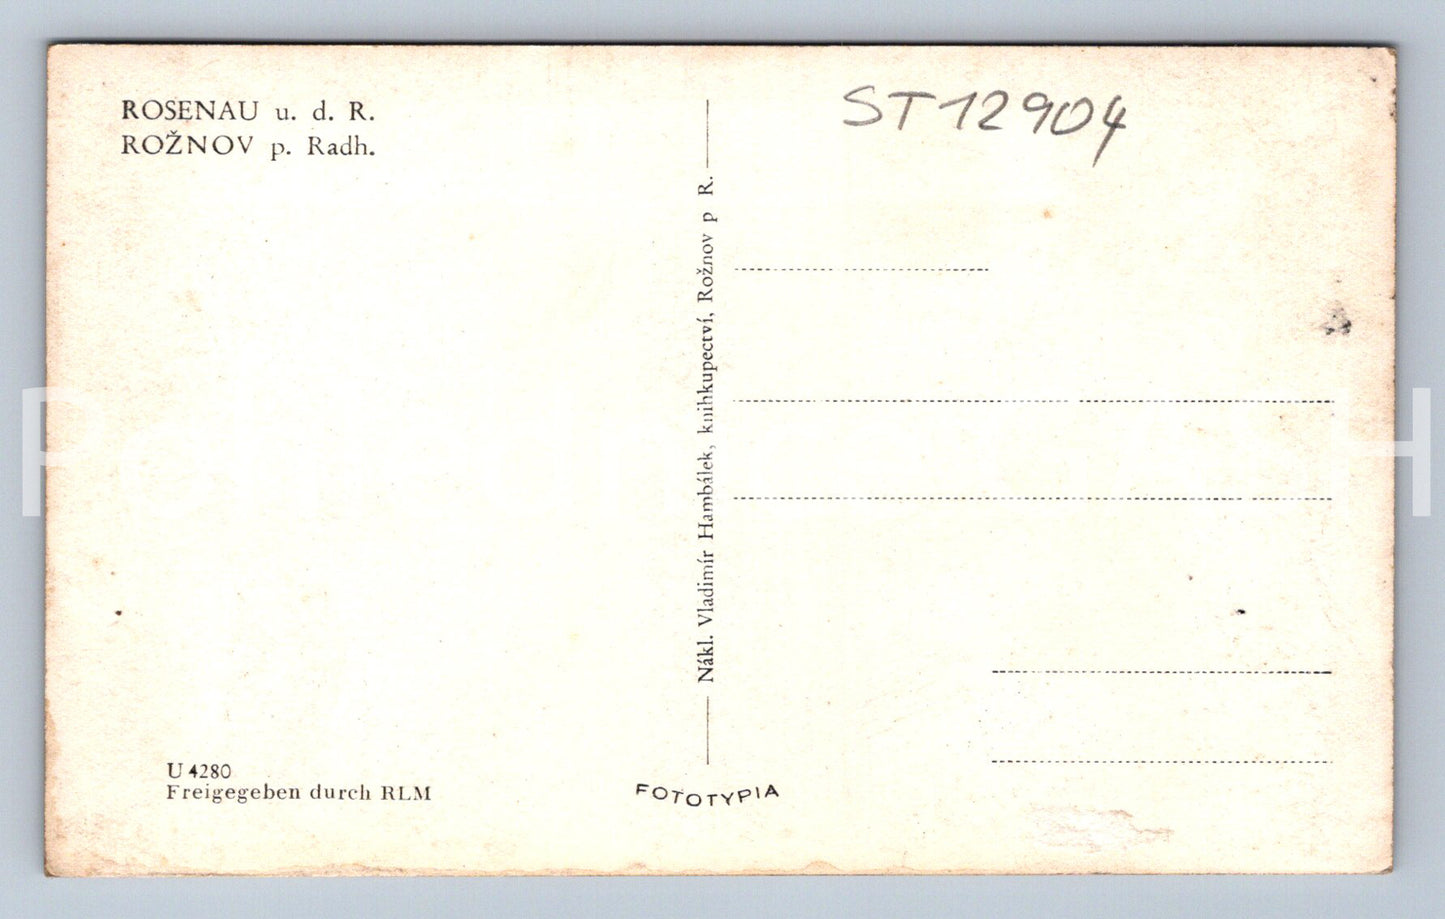 ROSENAU u. d. R.
ROŽNOV p. Radh.
ST12904
Nákl. Vladimír Hambálek, knihkupectví, Rožnov p R.
U 4280
Freigegeben durch RLM
FOTOTYPIA